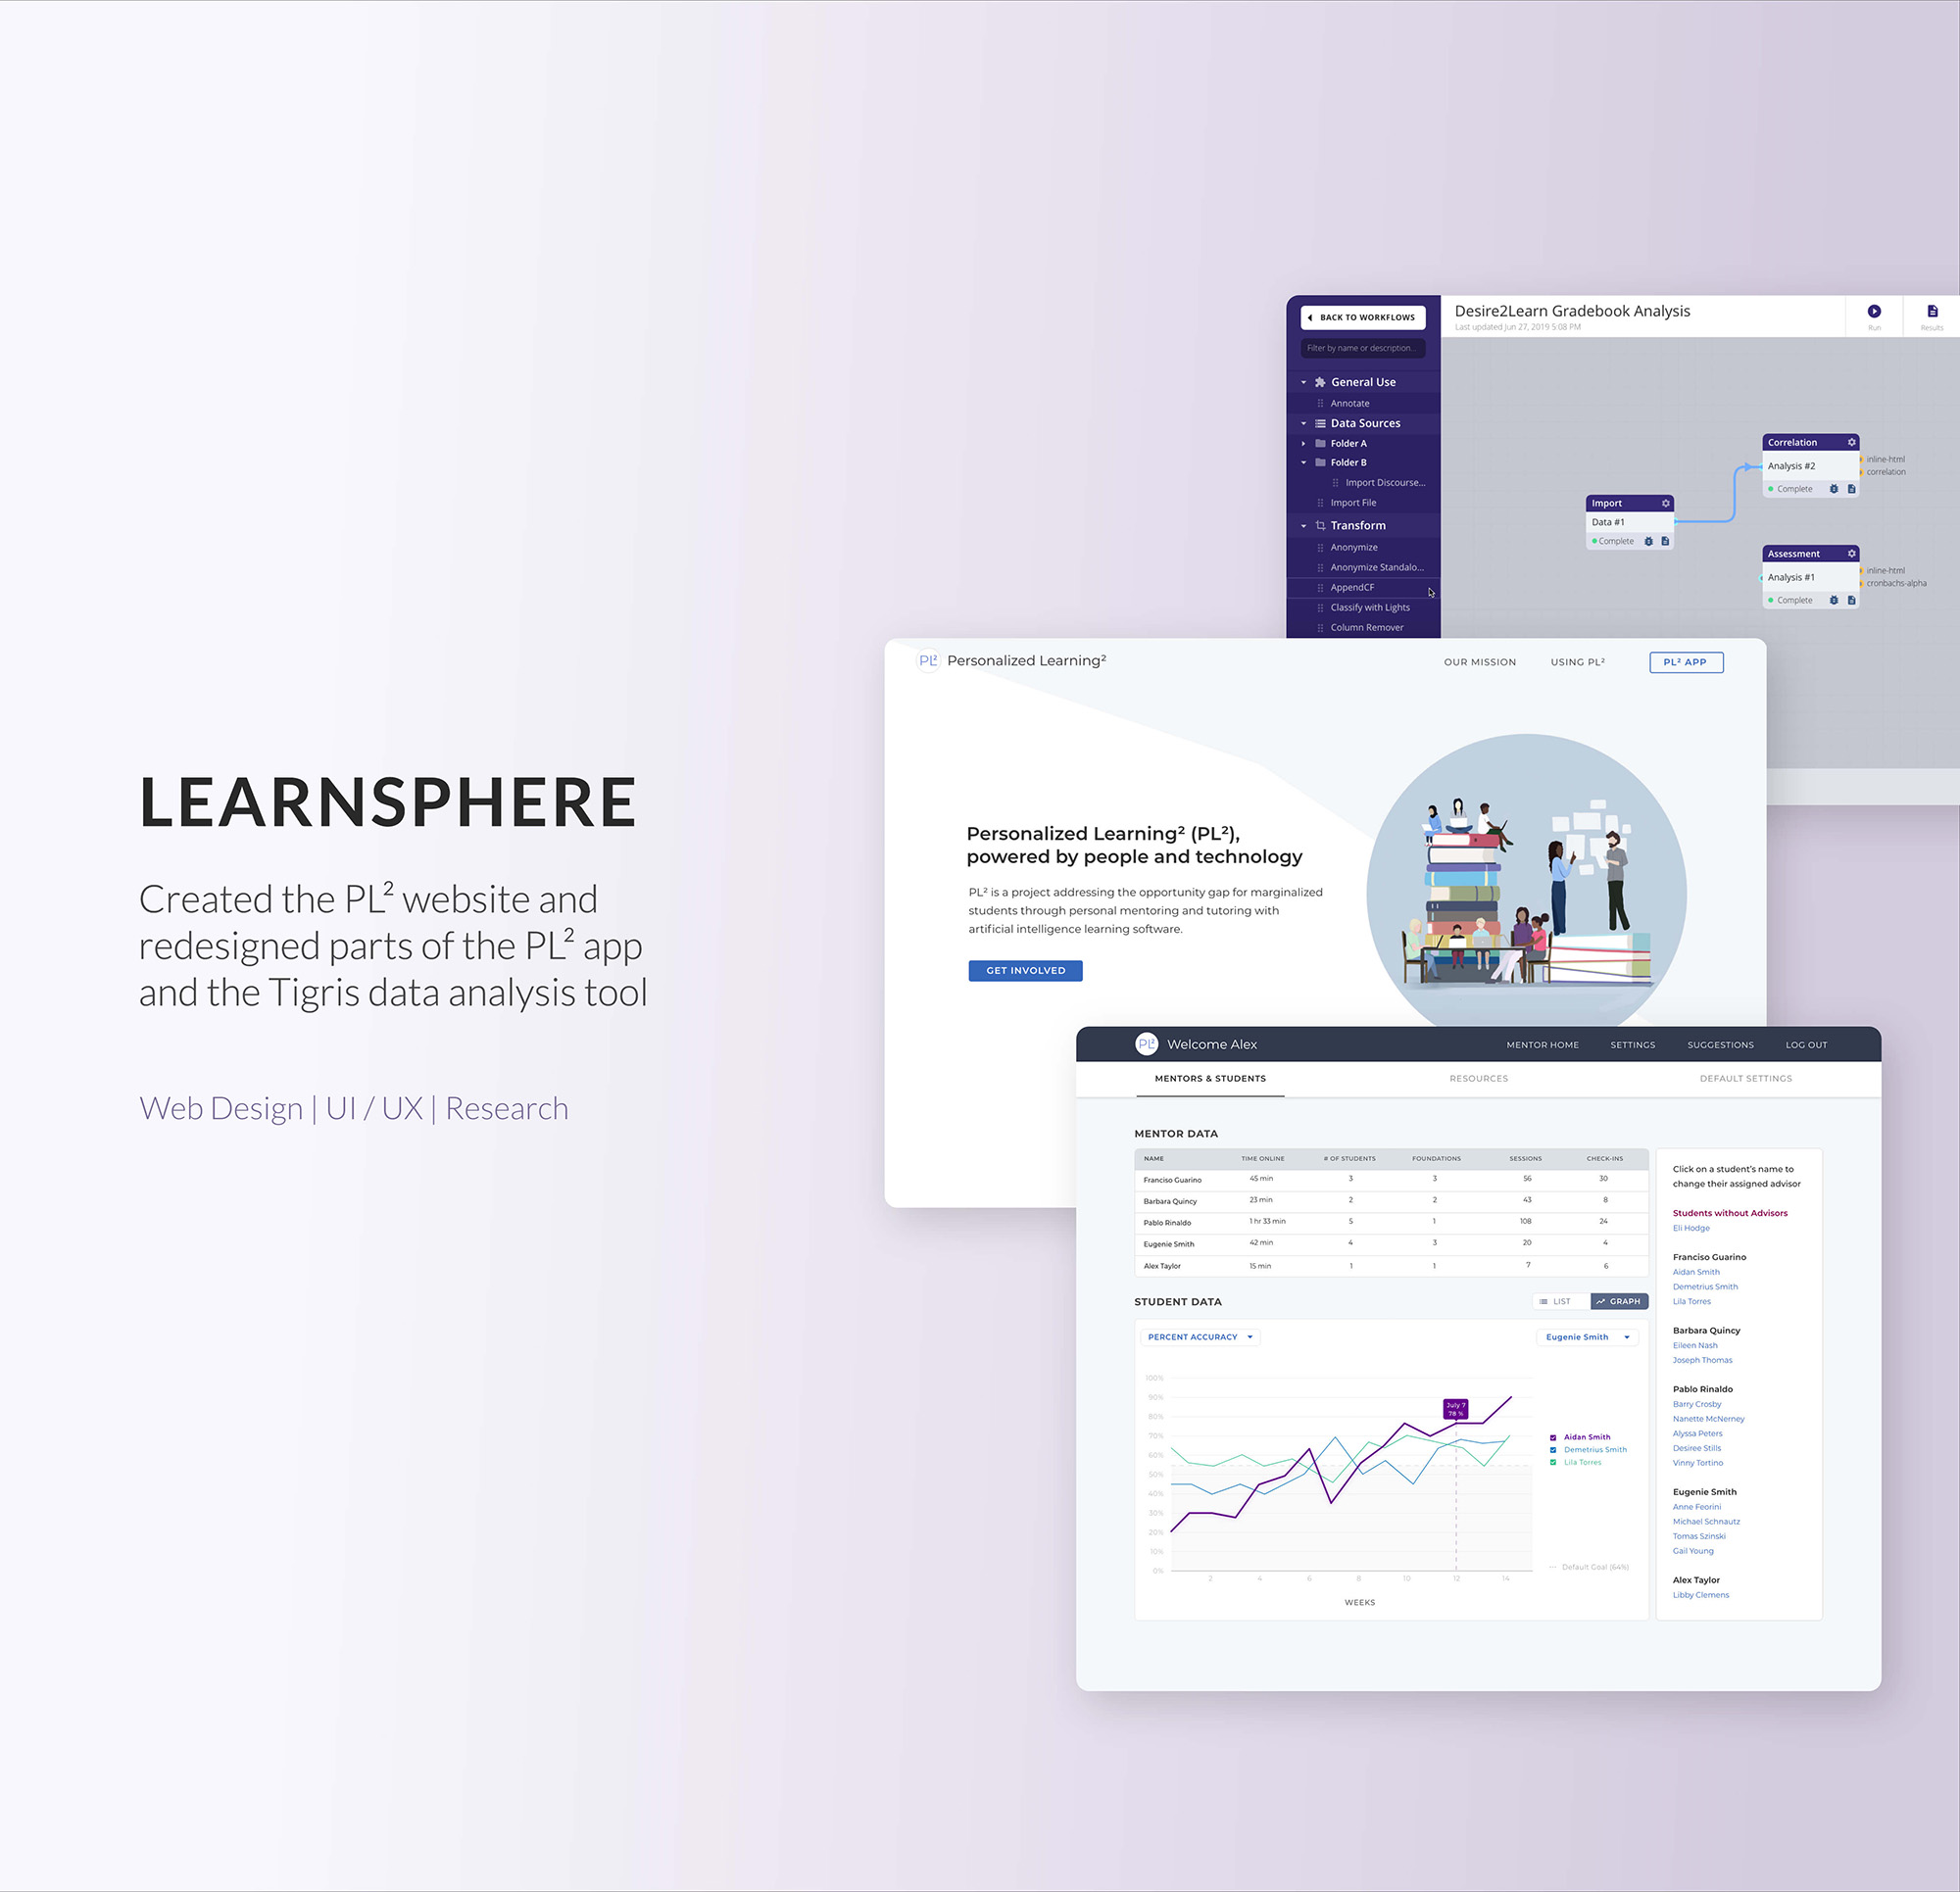 LEARNSPHERE
Created the PL² website and
redesigned parts of the PL² app
and the Tigris data analysis tool
Web Design | UI / UX | Research
BACK TO WORKFLOWS
Filter by name or description...
General Use
Annotate
Data Sources
Folder A
Folder B
Import Discourse...
Import File
Transform
Anonymize
Anonymize Standalo...
AppendCF
Classify with Lights
Column Remover
Desire2Learn Gradebook Analysis
Last updated Jun 27, 2019 5:08 PM
Run
Results
Import
Data #1
Complete
Correlation
Analysis #2
Complete
inline-html
correlation
Assessment
Analysis #1
Complete
inline-html
cronbachs-alpha
PL² Personalized Learning²
OUR MISSION USING PL² PL² APP
Personalized Learning² (PL²),
powered by people and technology
PL² is a project addressing the opportunity gap for marginalized
students through personal mentoring and tutoring with
artificial intelligence learning software.
GET INVOLVED
PL² Welcome Alex
MENTOR HOME SETTINGS SUGGESTIONS LOG OUT
MENTORS & STUDENTS RESOURCES DEFAULT SETTINGS
MENTOR DATA
NAME TIME ONLINE # OF STUDENTS FOUNDATIONS SESSIONS CHECK-INS
Franciso Guarino 45 min 3 3 56 30
Barbara Quincy 23 min 2 2 43 8
Pablo Rinaldo 1 hr 33 min 5 1 108 24
Eugenie Smith 42 min 4 3 20 4
Alex Taylor 15 min 1 1 7 6
STUDENT DATA
LIST GRAPH
PERCENT ACCURACY
Eugenie Smith
100%
90%
80%
70%
60%
50%
40%
30%
20%
10%
0%
2 4 6 8 10 12 14
WEEKS
July 7
78 %
Aidan Smith
Demetrius Smith
Lila Torres
Default Goal (64%)
Click on a student's name to
change their assigned advisor
Students without Advisors
Eli Hodge
Franciso Guarino
Aidan Smith
Demetrius Smith
Lila Torres
Barbara Quincy
Eileen Nash
Joseph Thomas
Pablo Rinaldo
Barry Crosby
Nanette McNerney
Alyssa Peters
Desiree Stills
Vinny Tortino
Eugenie Smith
Anne Feorini
Michael Schnautz
Tomas Szinski
Gail Young
Alex Taylor
Libby Clemens